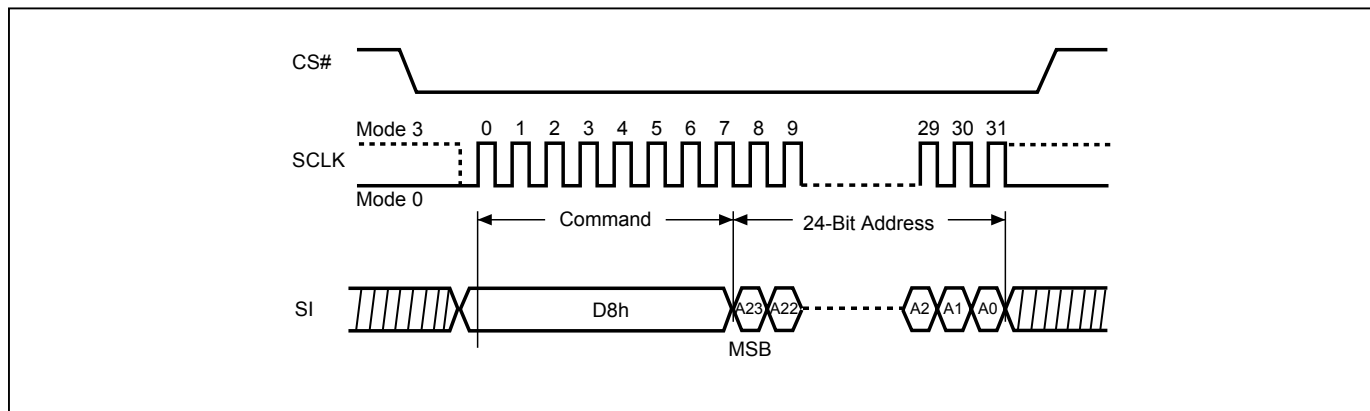 CS#
Mode 3
0 1 2 3 4 5 6 7 8 9 29 30 31
SCLK
Mode 0
Command
24-Bit Address
SI
D8h
A23 A22
A2 A1 A0
MSB